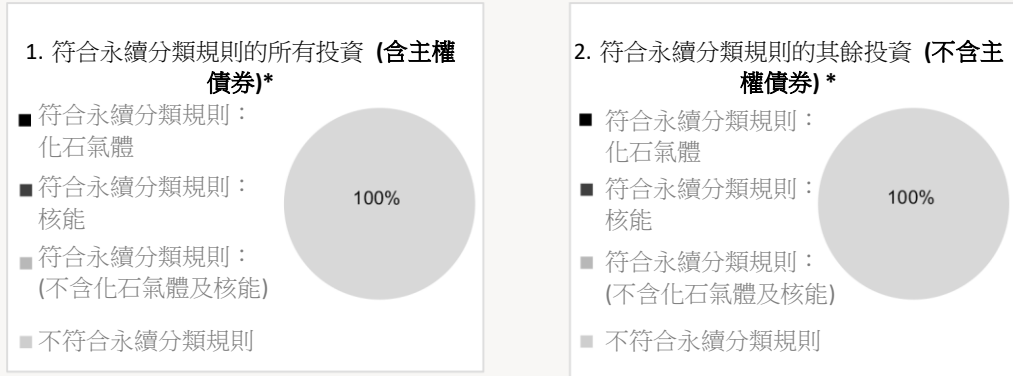 1. 符合永續分類規則的所有投資 (含主權
債券)*
符合永續分類規則：
化石氣體
符合永續分類規則：
核能
符合永續分類規則：
(不含化石氣體及核能)
不符合永續分類規則
100%
2. 符合永續分類規則的其餘投資 (不含主
權債券) *
符合永續分類規則：
化石氣體
符合永續分類規則：
核能
符合永續分類規則：
(不含化石氣體及核能)
不符合永續分類規則
100%